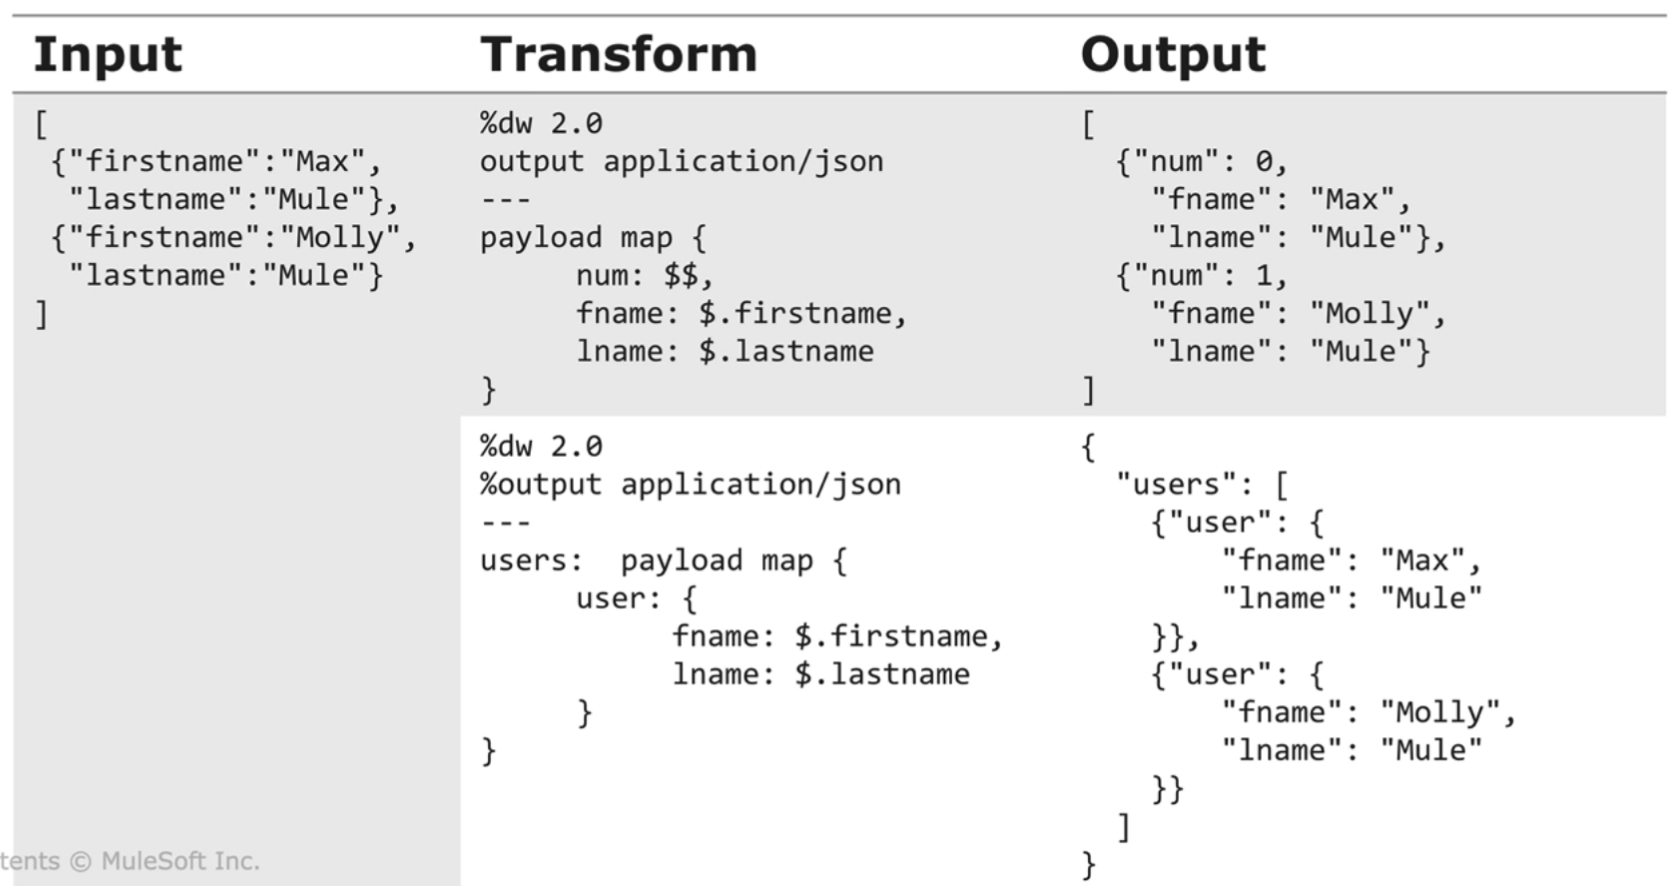 Input
Transform
Output
[
 {"firstname":"Max",
  "lastname":"Mule"},
 {"firstname":"Molly",
  "lastname":"Mule"}
]
%dw 2.0
output application/json
---
payload map {
     num: $$,
     fname: $.firstname,
     lname: $.lastname
}
[
  {"num": 0,
    "fname": "Max",
    "lname": "Mule"},
  {"num": 1,
    "fname": "Molly",
    "lname": "Mule"}
]
%dw 2.0
%output application/json
---
users:  payload map {
     user: {
          fname: $.firstname,
          lname: $.lastname
     }
}
{
  "users": [
    {"user": {
        "fname": "Max",
        "lname": "Mule"
    }},
    {"user": {
        "fname": "Molly",
        "lname": "Mule"
    }}
  ]
}
tents © MuleSoft Inc.